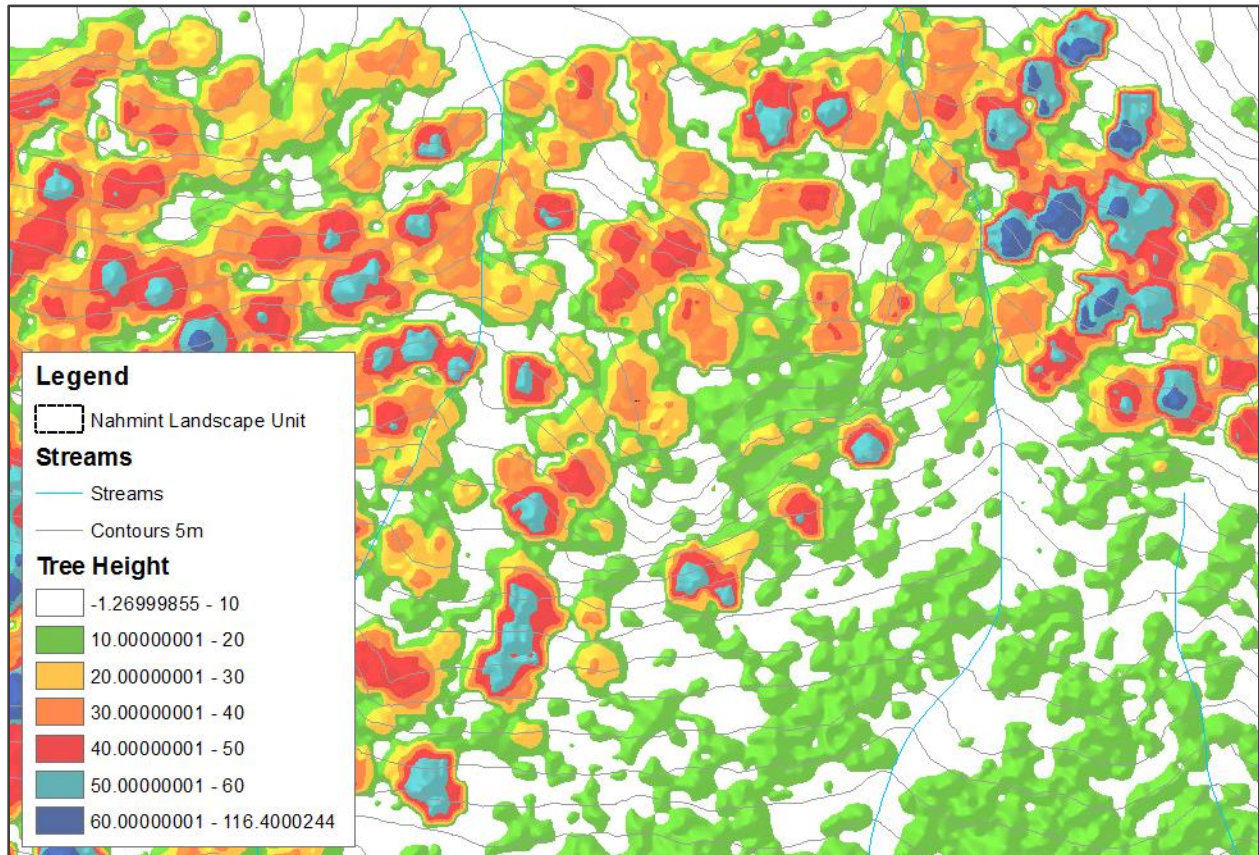 Legend
Nahmint Landscape Unit
Streams
Streams
Contours 5m
Tree Height
-1.26999855 - 10
10.00000001 - 20
20.00000001 - 30
30.00000001 - 40
40.00000001 - 50
50.00000001 - 60
60.00000001 - 116.4000244